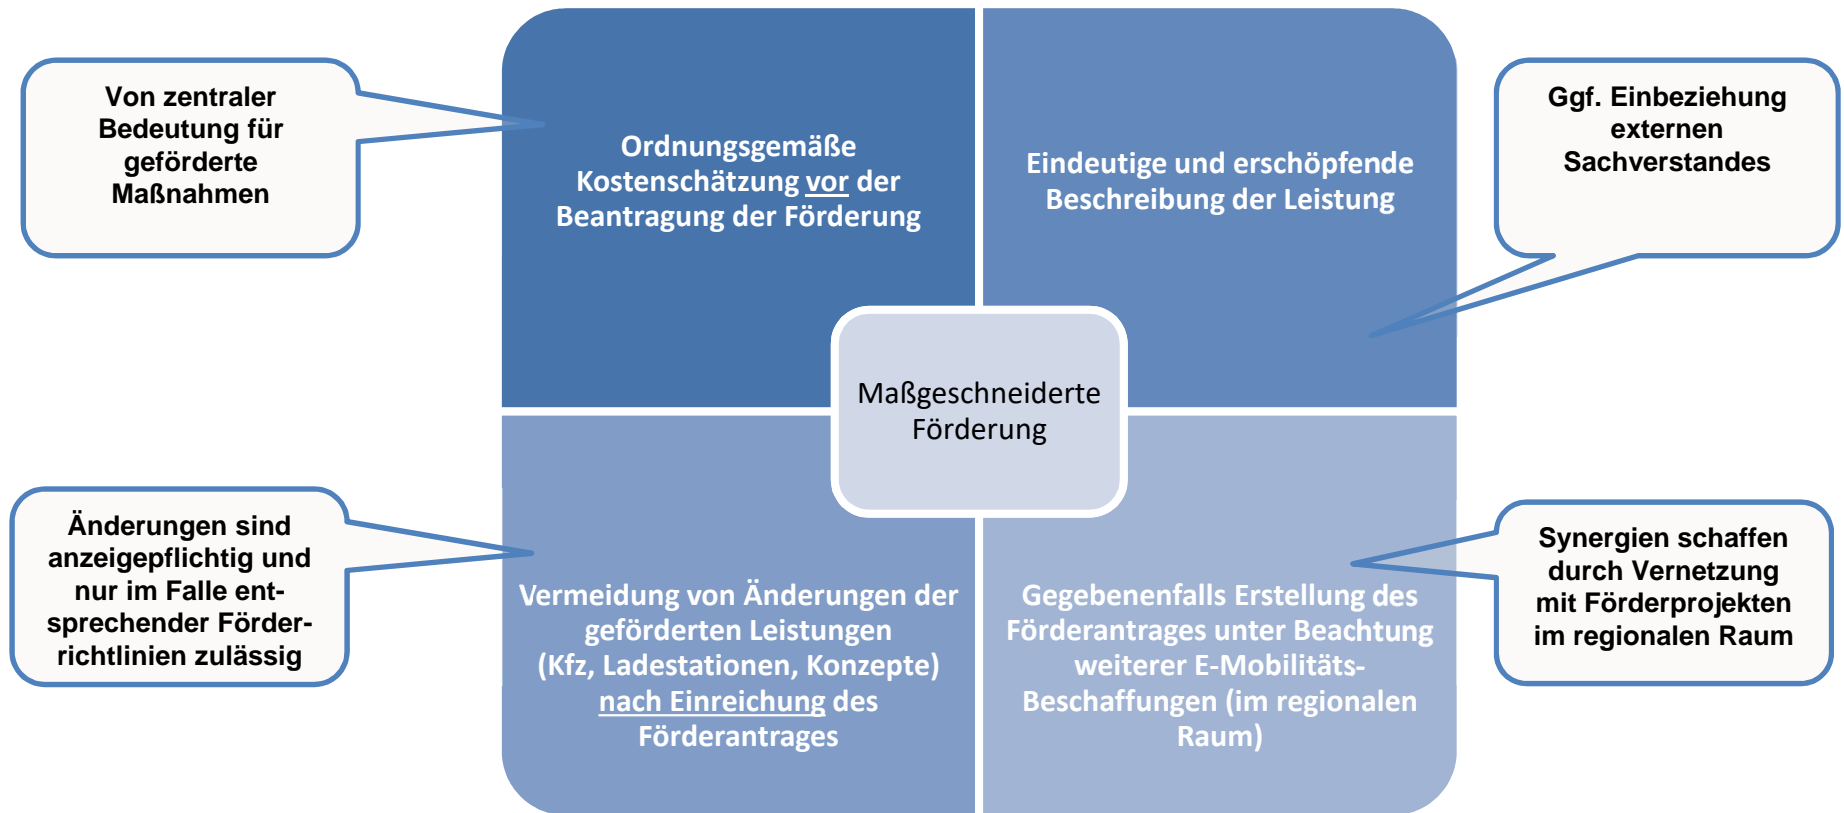 Von zentraler
Bedeutung für
geförderte
Maßnahmen
Ordnungsgemäße
Kostenschätzung vor der
Beantragung der Förderung
Eindeutige und erschöpfende
Beschreibung der Leistung
Ggf. Einbeziehung
externen
Sachverstandes
Maßgeschneiderte
Förderung
Änderungen sind
anzeigepflichtig und
nur im Falle ent-
sprechender Förder-
richtlinien zulässig
Vermeidung von Änderungen der
geförderten Leistungen
(Kfz, Ladestationen, Konzepte)
nach Einreichung des
Förderantrages
Gegebenenfalls Erstellung des
Förderantrages unter Beachtung
weiterer E-Mobilitäts-
Beschaffungen (im regionalen
Raum)
Synergien schaffen
durch Vernetzung
mit Förderprojekten
im regionalen Raum